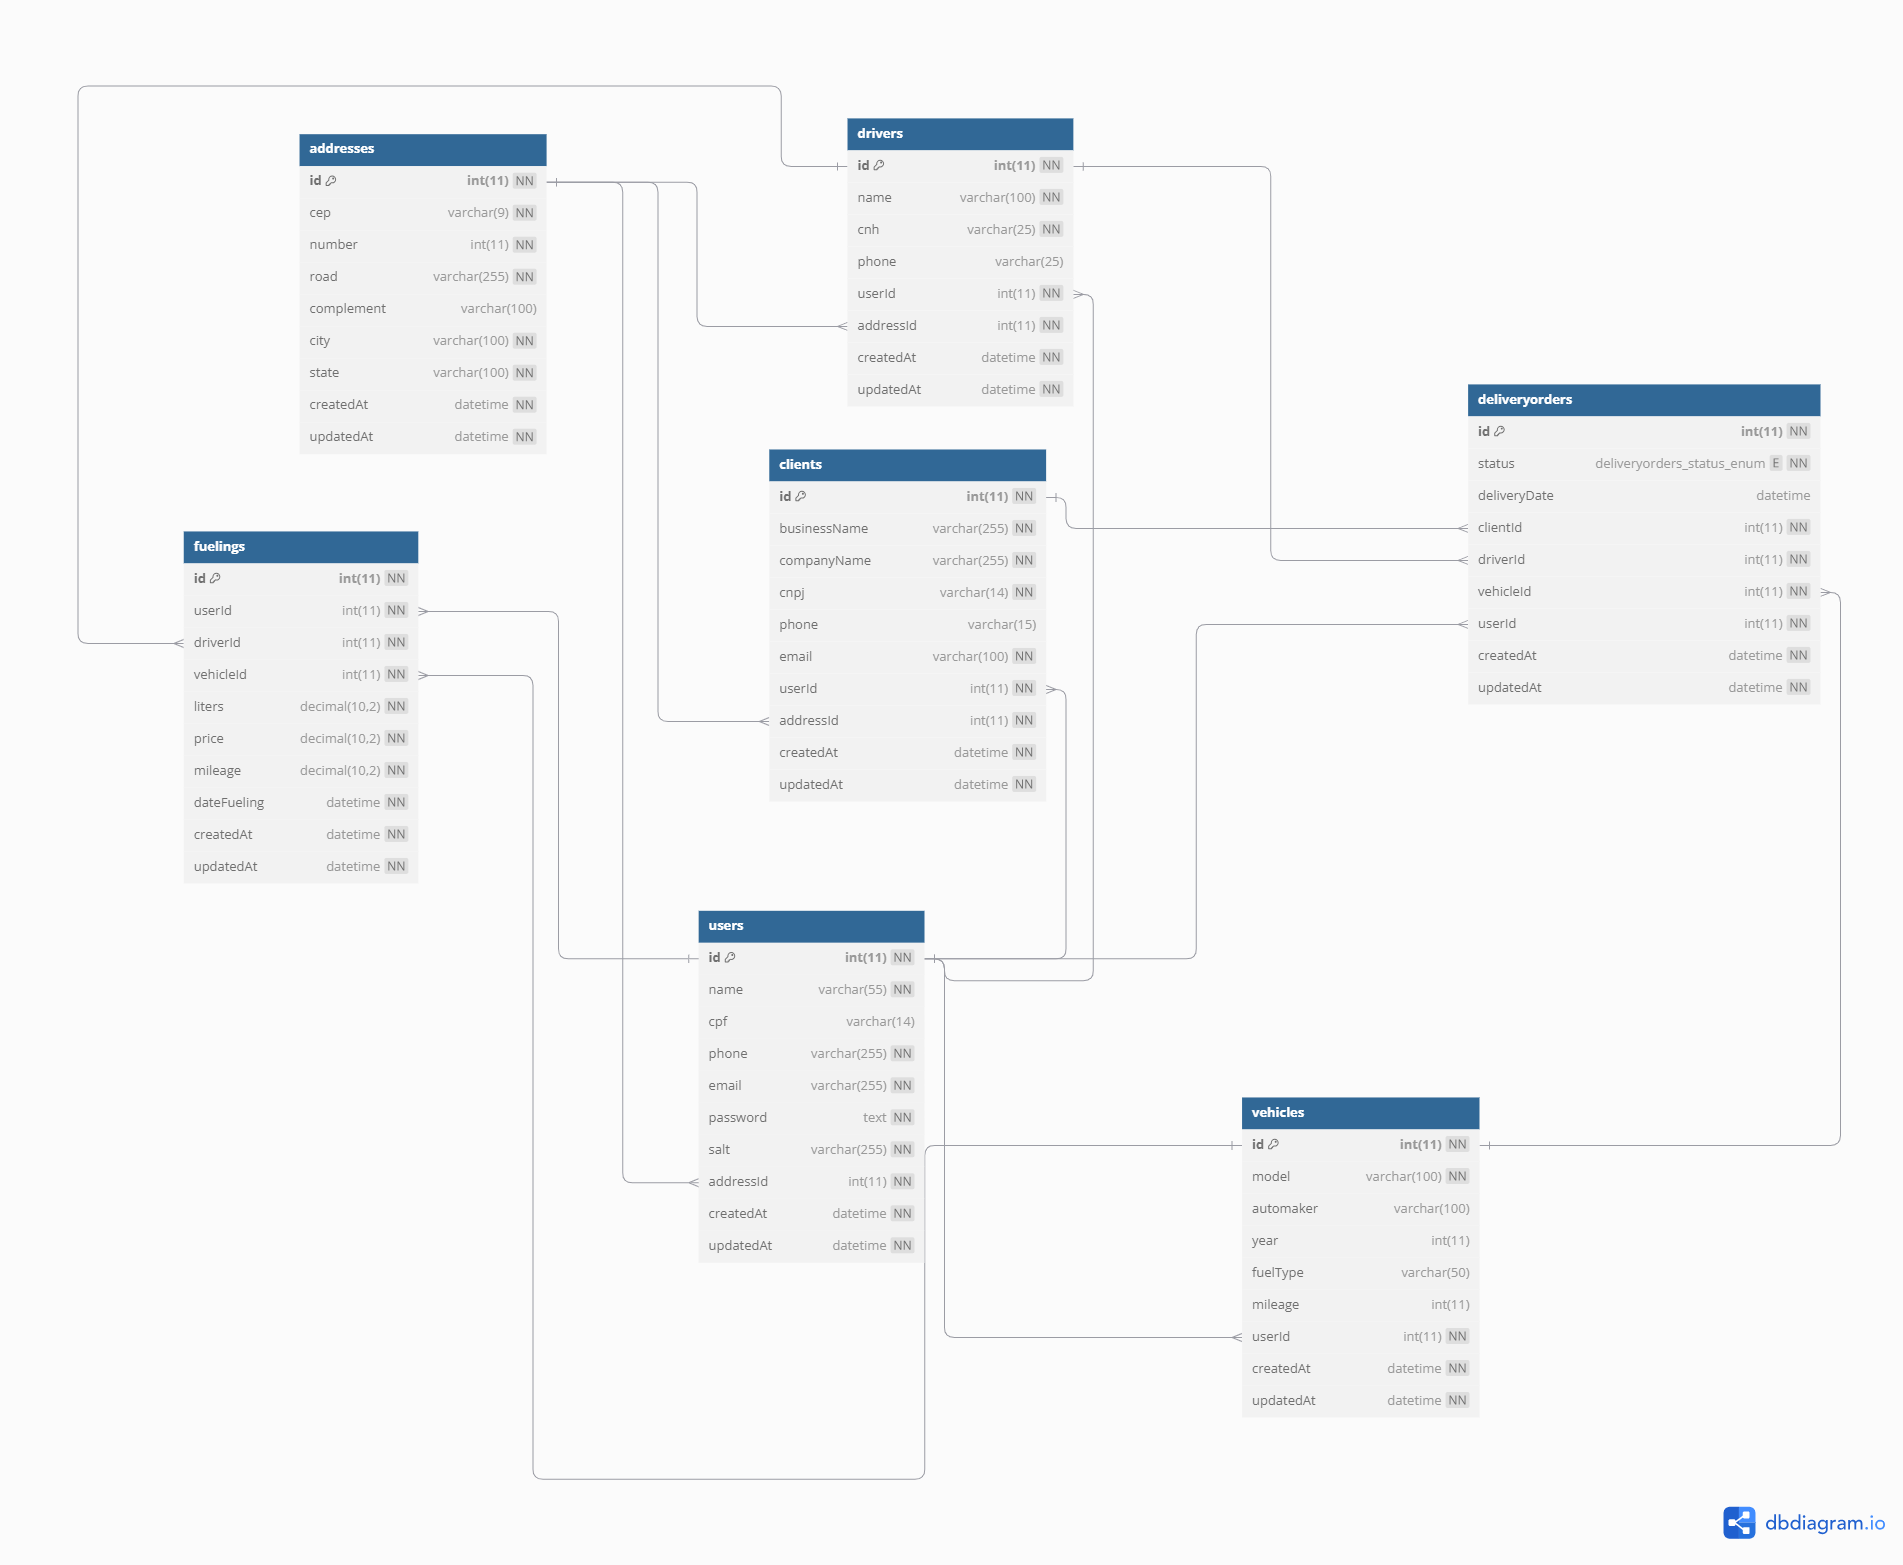 addresses
id int(11) NN
cep varchar(9) NN
number int(11) NN
road varchar(255) NN
complement varchar(100)
city varchar(100) NN
state varchar(100) NN
createdAt datetime NN
updatedAt datetime NN
drivers
id int(11) NN
name varchar(100) NN
cnh varchar(25) NN
phone varchar(25)
userId int(11) NN
addressId int(11) NN
createdAt datetime NN
updatedAt datetime NN
deliveryorders
id int(11) NN
status deliveryorders_status_enum E NN
deliveryDate datetime
clientId int(11) NN
driverId int(11) NN
vehicleId int(11) NN
userId int(11) NN
createdAt datetime NN
updatedAt datetime NN
clients
id int(11) NN
businessName varchar(255) NN
companyName varchar(255) NN
cnpj varchar(14) NN
phone varchar(15)
email varchar(100) NN
userId int(11) NN
addressId int(11) NN
createdAt datetime NN
updatedAt datetime NN
fuelings
id int(11) NN
userId int(11) NN
driverId int(11) NN
vehicleId int(11) NN
liters decimal(10,2) NN
price decimal(10,2) NN
mileage decimal(10,2) NN
dateFueling datetime NN
createdAt datetime NN
updatedAt datetime NN
users
id int(11) NN
name varchar(55) NN
cpf varchar(14)
phone varchar(255) NN
email varchar(255) NN
password text NN
salt varchar(255) NN
addressId int(11) NN
createdAt datetime NN
updatedAt datetime NN
vehicles
id int(11) NN
model varchar(100) NN
automaker varchar(100)
year int(11)
fuelType varchar(50)
mileage int(11)
userId int(11) NN
createdAt datetime NN
updatedAt datetime NN
dbdiagram.io